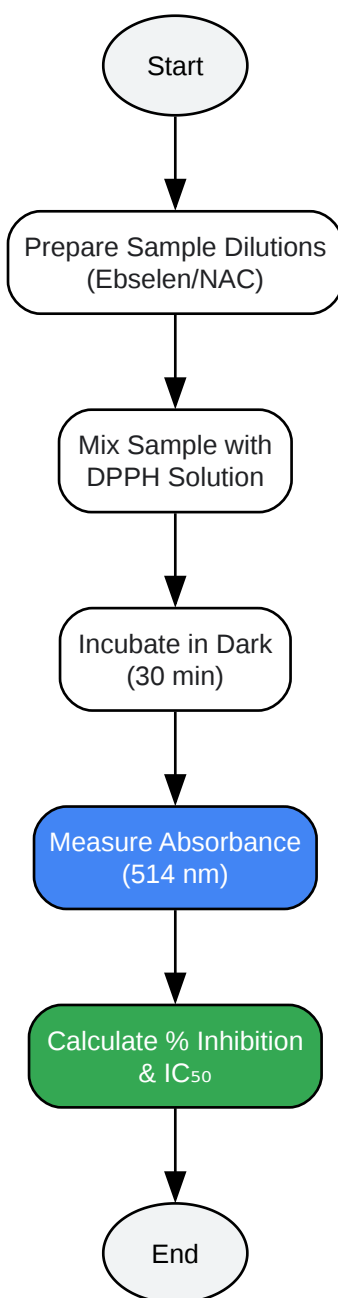 Start
Prepare Sample Dilutions
(Ebselen/NAC)
Mix Sample with
DPPH Solution
Incubate in Dark
(30 min)
Measure Absorbance
(514 nm)
Calculate % Inhibition
& IC₅₀
End